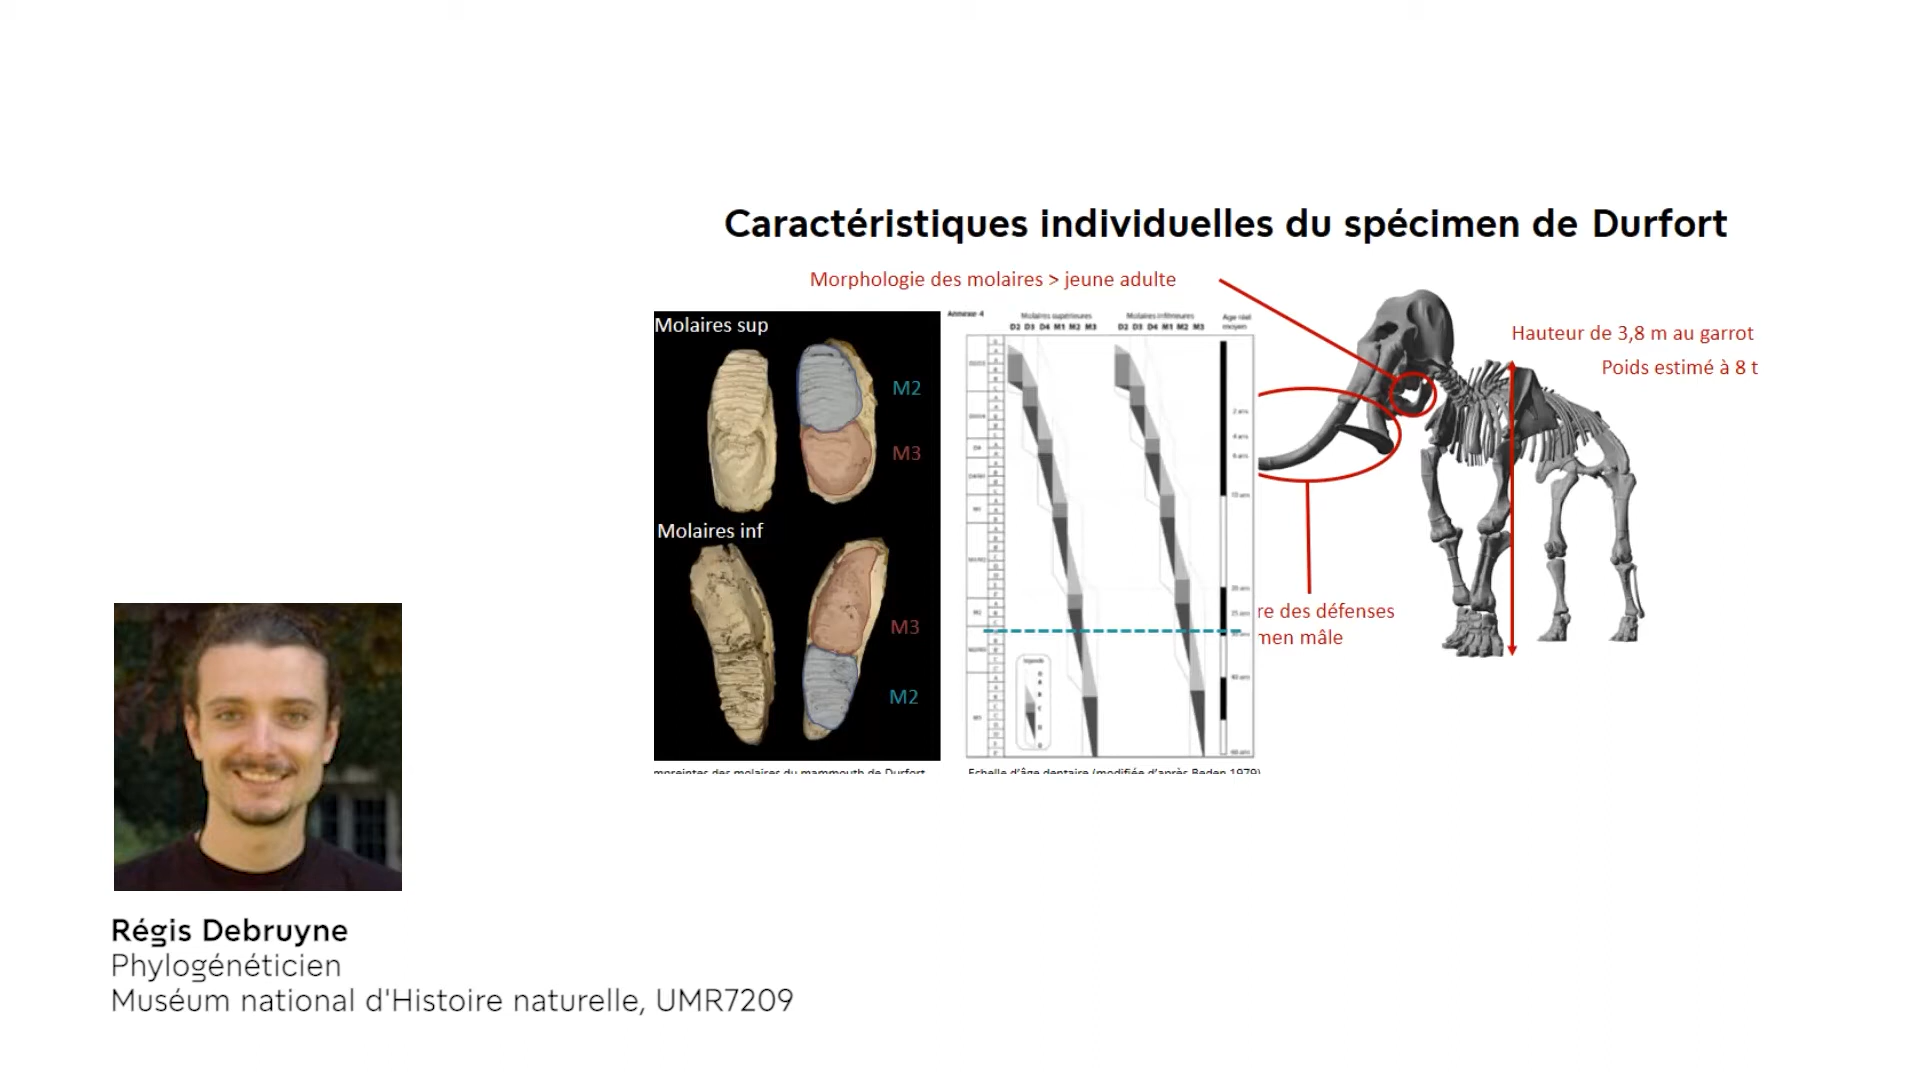 Caractéristiques individuelles du spécimen de Durfort
Morphologie des molaires > jeune adulte
Hauteur de 3,8 m au garrot
Poids estimé à 8 t
Molaires sup
M2
M3
Molaires inf
M3
M2
Annexe 4
Molaires supérieures
Molaires inférieures
Age réel
moyen
D2 D3 D4 M1 M2 M3
D2 D3 D4 M1 M2 M3
2 ans
4 ans
6 ans
20 ans
25 ans
40 ans
60 ans
re des défenses
men mâle
mpreintes des molaires du mammouth de Durfort
Echelle d'âge dentaire (modifiée d'après Beden 1979)
Régis Debruyne
Phylogénéticien
Muséum national d'Histoire naturelle, UMR7209